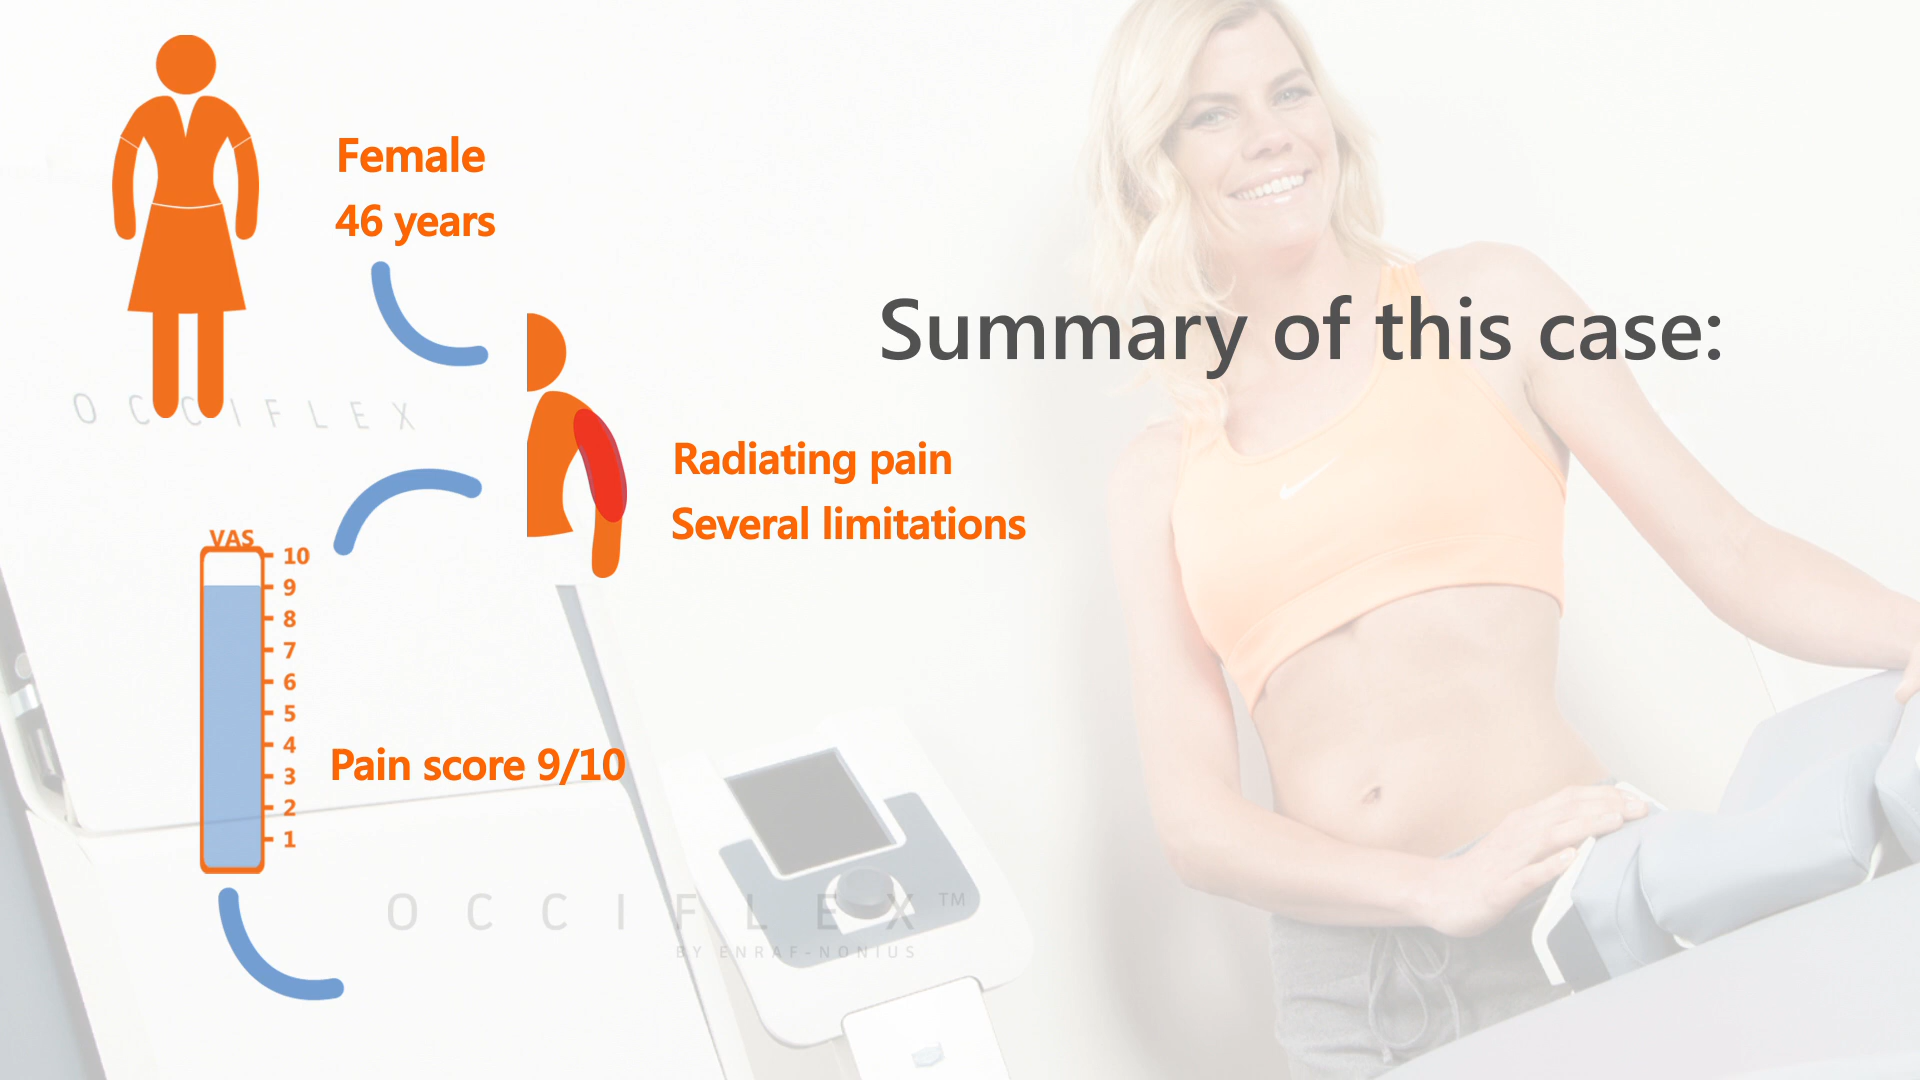 Female
46 years
Summary of this case:
OCCIFLEX
Radiating pain
Several limitations
VAS
10
9
8
7
6
5
4
3
2
1
Pain score 9/10
OCCIFLEX™
BY ENRAF-NONIUS